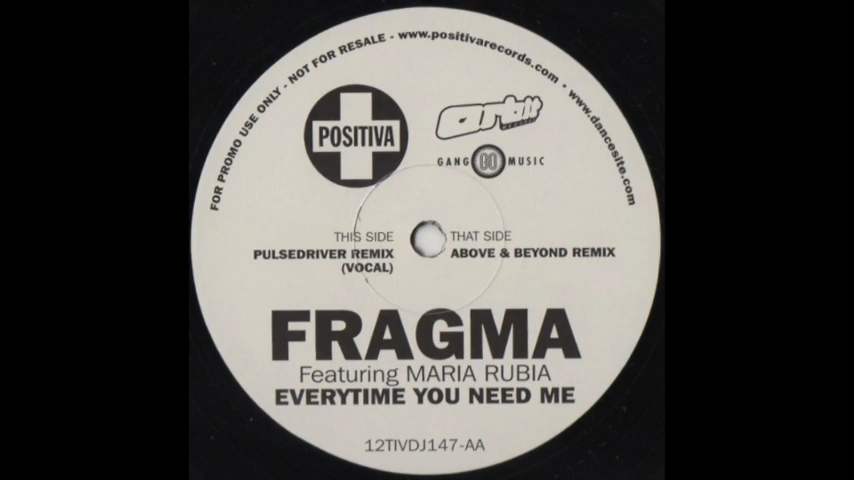 FOR PROMO USE ONLY - NOT FOR RESALE - www.positivarecords.com • www.dancesite.com
POSITIVA
orbit
RECORDS
GANG GO MUSIC
THIS SIDE
PULSEDRIVER REMIX
(VOCAL)
THAT SIDE
ABOVE & BEYOND REMIX
FRAGMA
Featuring MARIA RUBIA
EVERYTIME YOU NEED ME
12TIVDJ147-AA